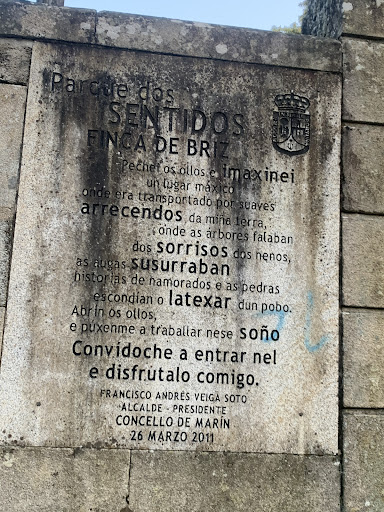 Parque dos
SENTIDOS
FINCA DE BRIZ
Pechei os ollos e imaxinei
un lugar máxico
onde era transportado por suaves
arrecendos da miña terra,
onde as arbores falaban
dos sorrisos dos nenos,
as augas susurraban
historias de namorados e as pedras
escondían o latexar dun pobo.
Abrín os ollos,
e puxenme a traballar nese soño
Convidoche a entrar nel
e disfrutalo comigo.
FRANCISCO ANDRÉS VEIGA SOTO
ALCALDE - PRESIDENTE
CONCELLO DE MARÍN
26 MARZO 2011